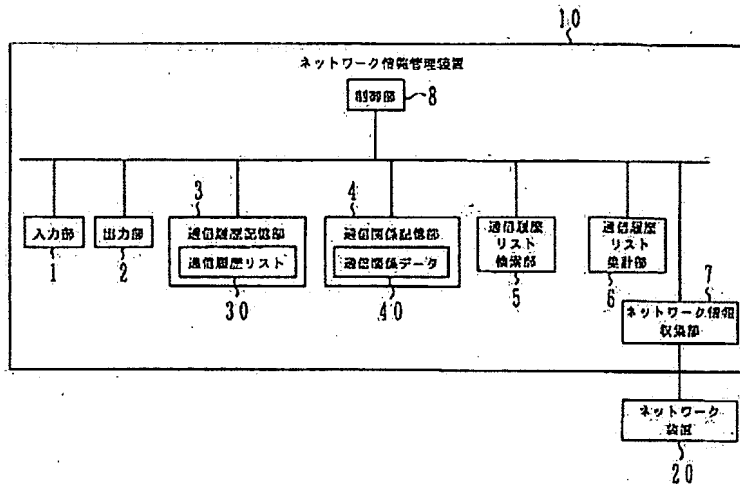 10
ネットワーク情報管理装置
制御部
8
3
4
入力部
出力部
通信履歴記憶部
通信履歴リスト
通信関係記憶部
通信関係データ
通信履歴
リスト
検索部
通信履歴
リスト
集計部
7
1
2
30
40
5
6
ネットワーク情報
収集部
ネットワーク
装置
20